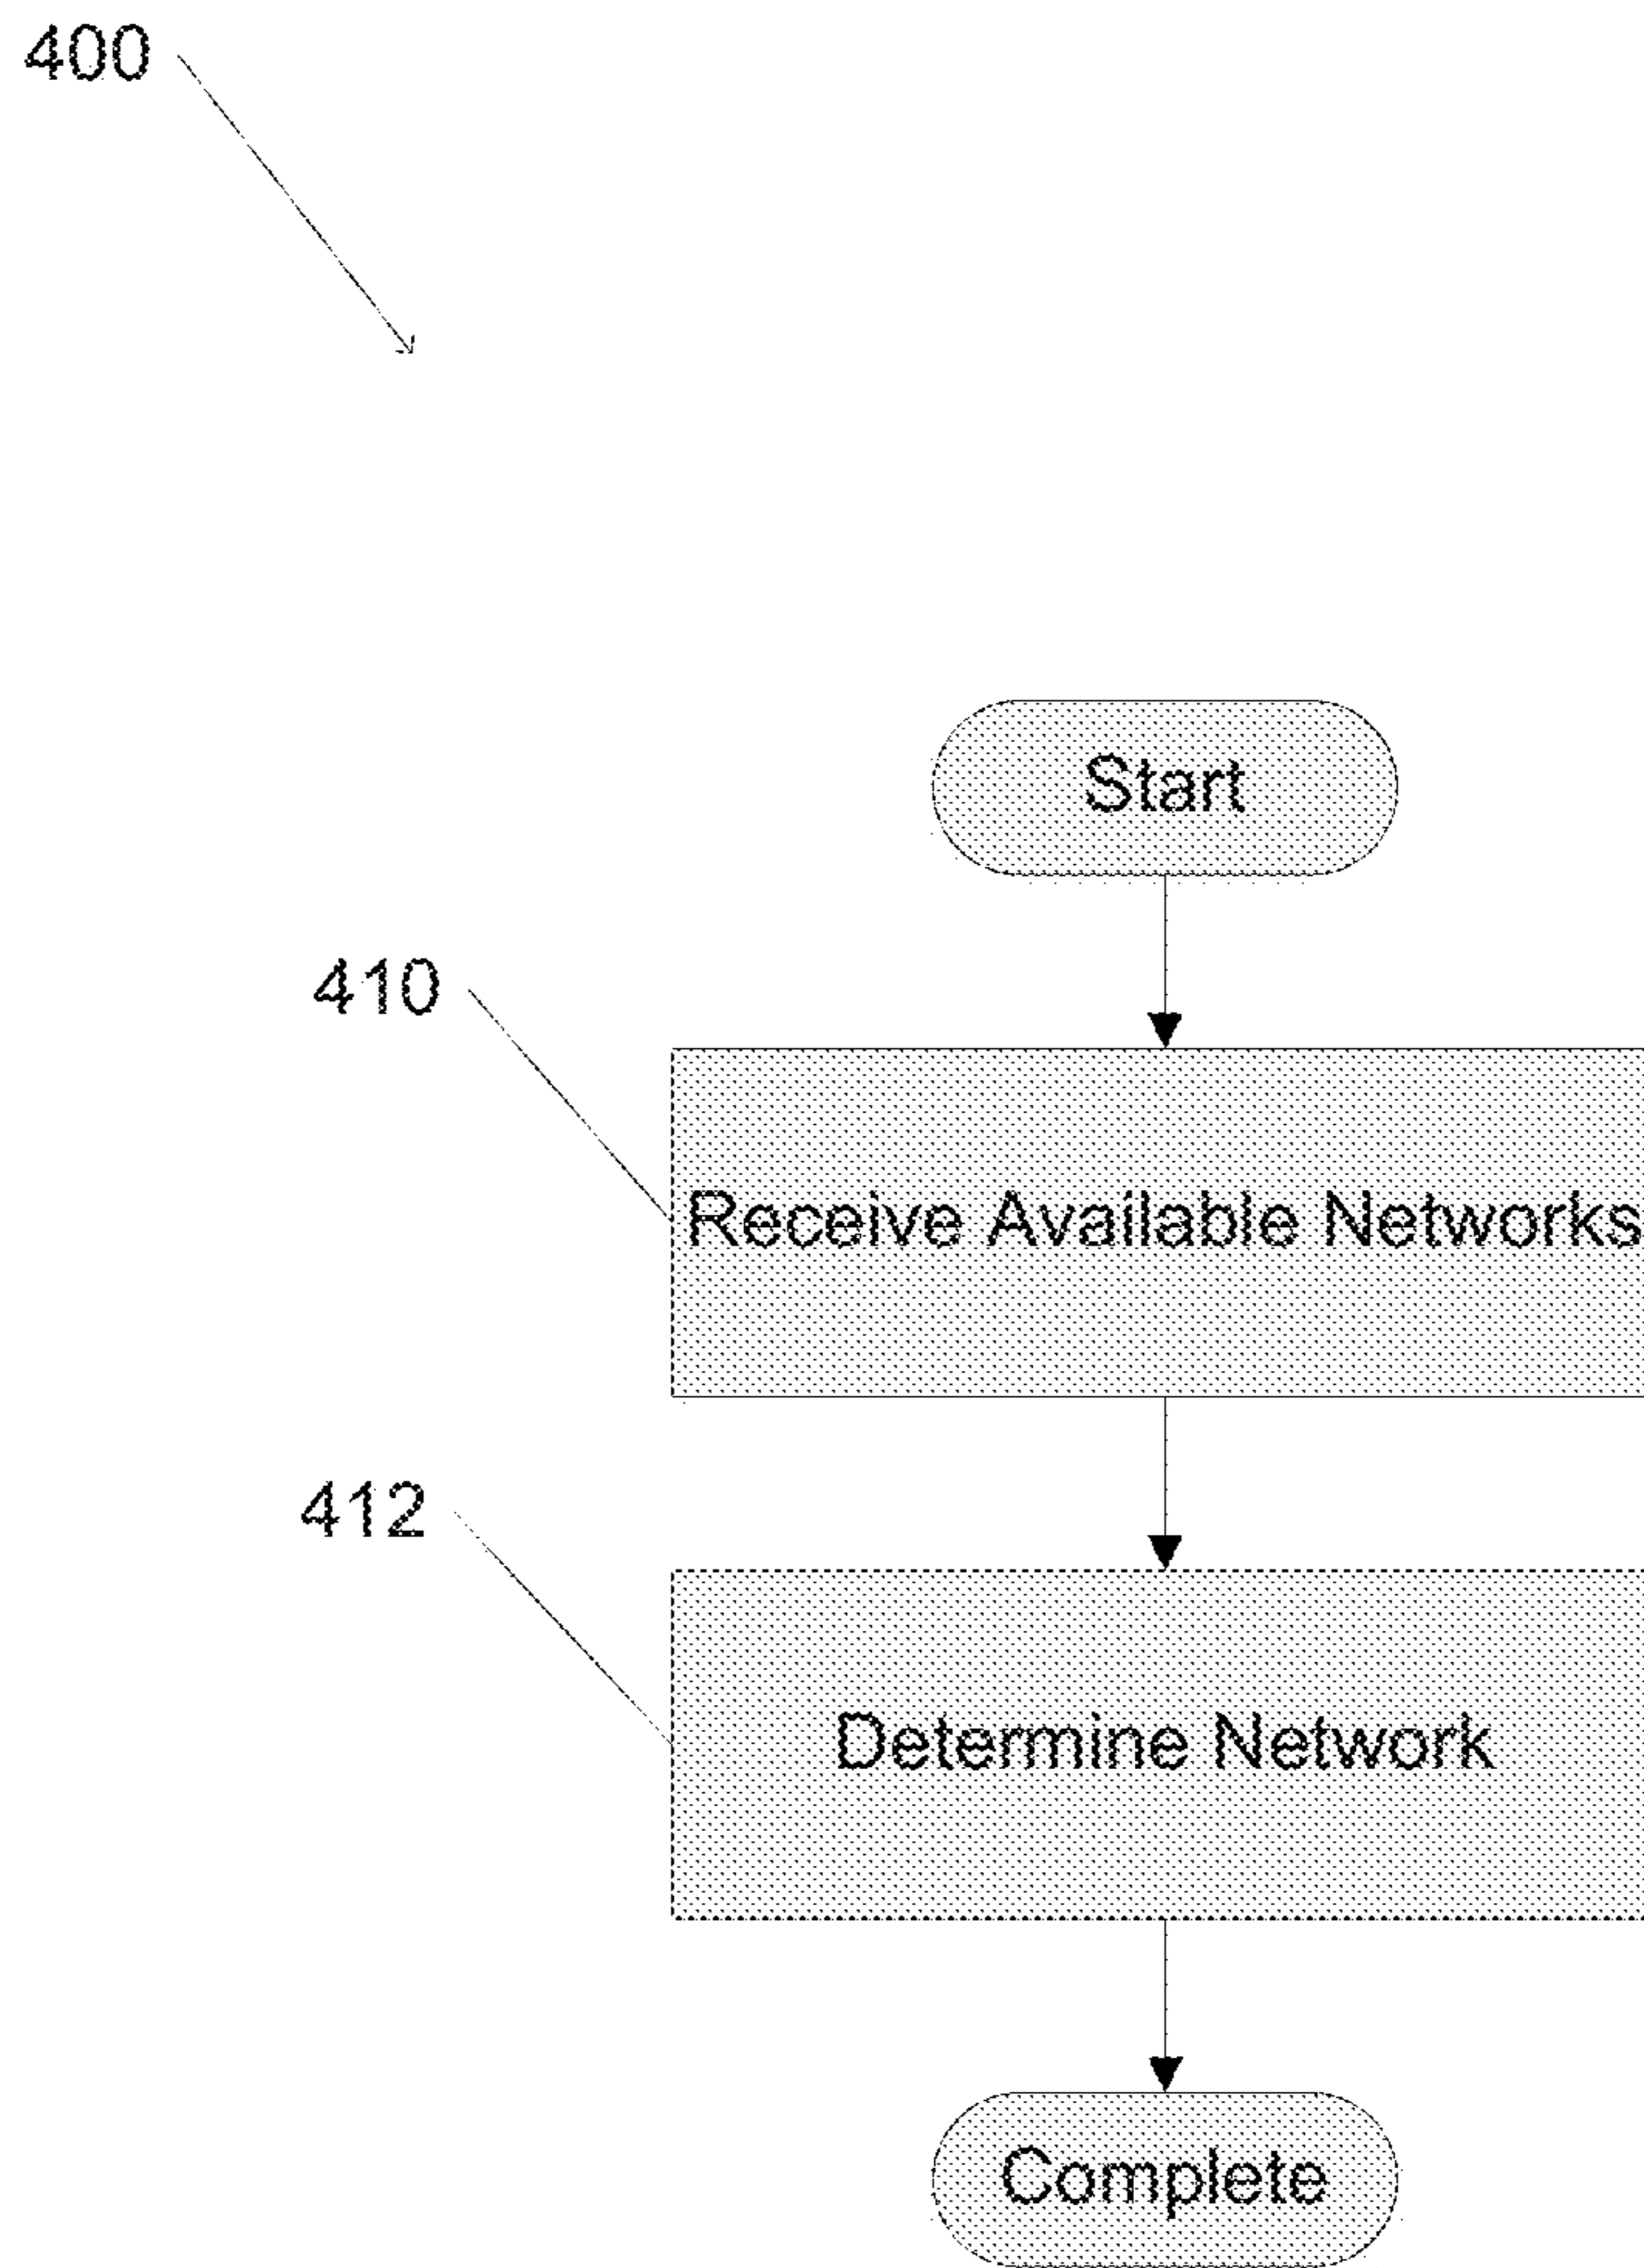 400
Start
410
Receive Available Networks
412
Determine Network
Complete